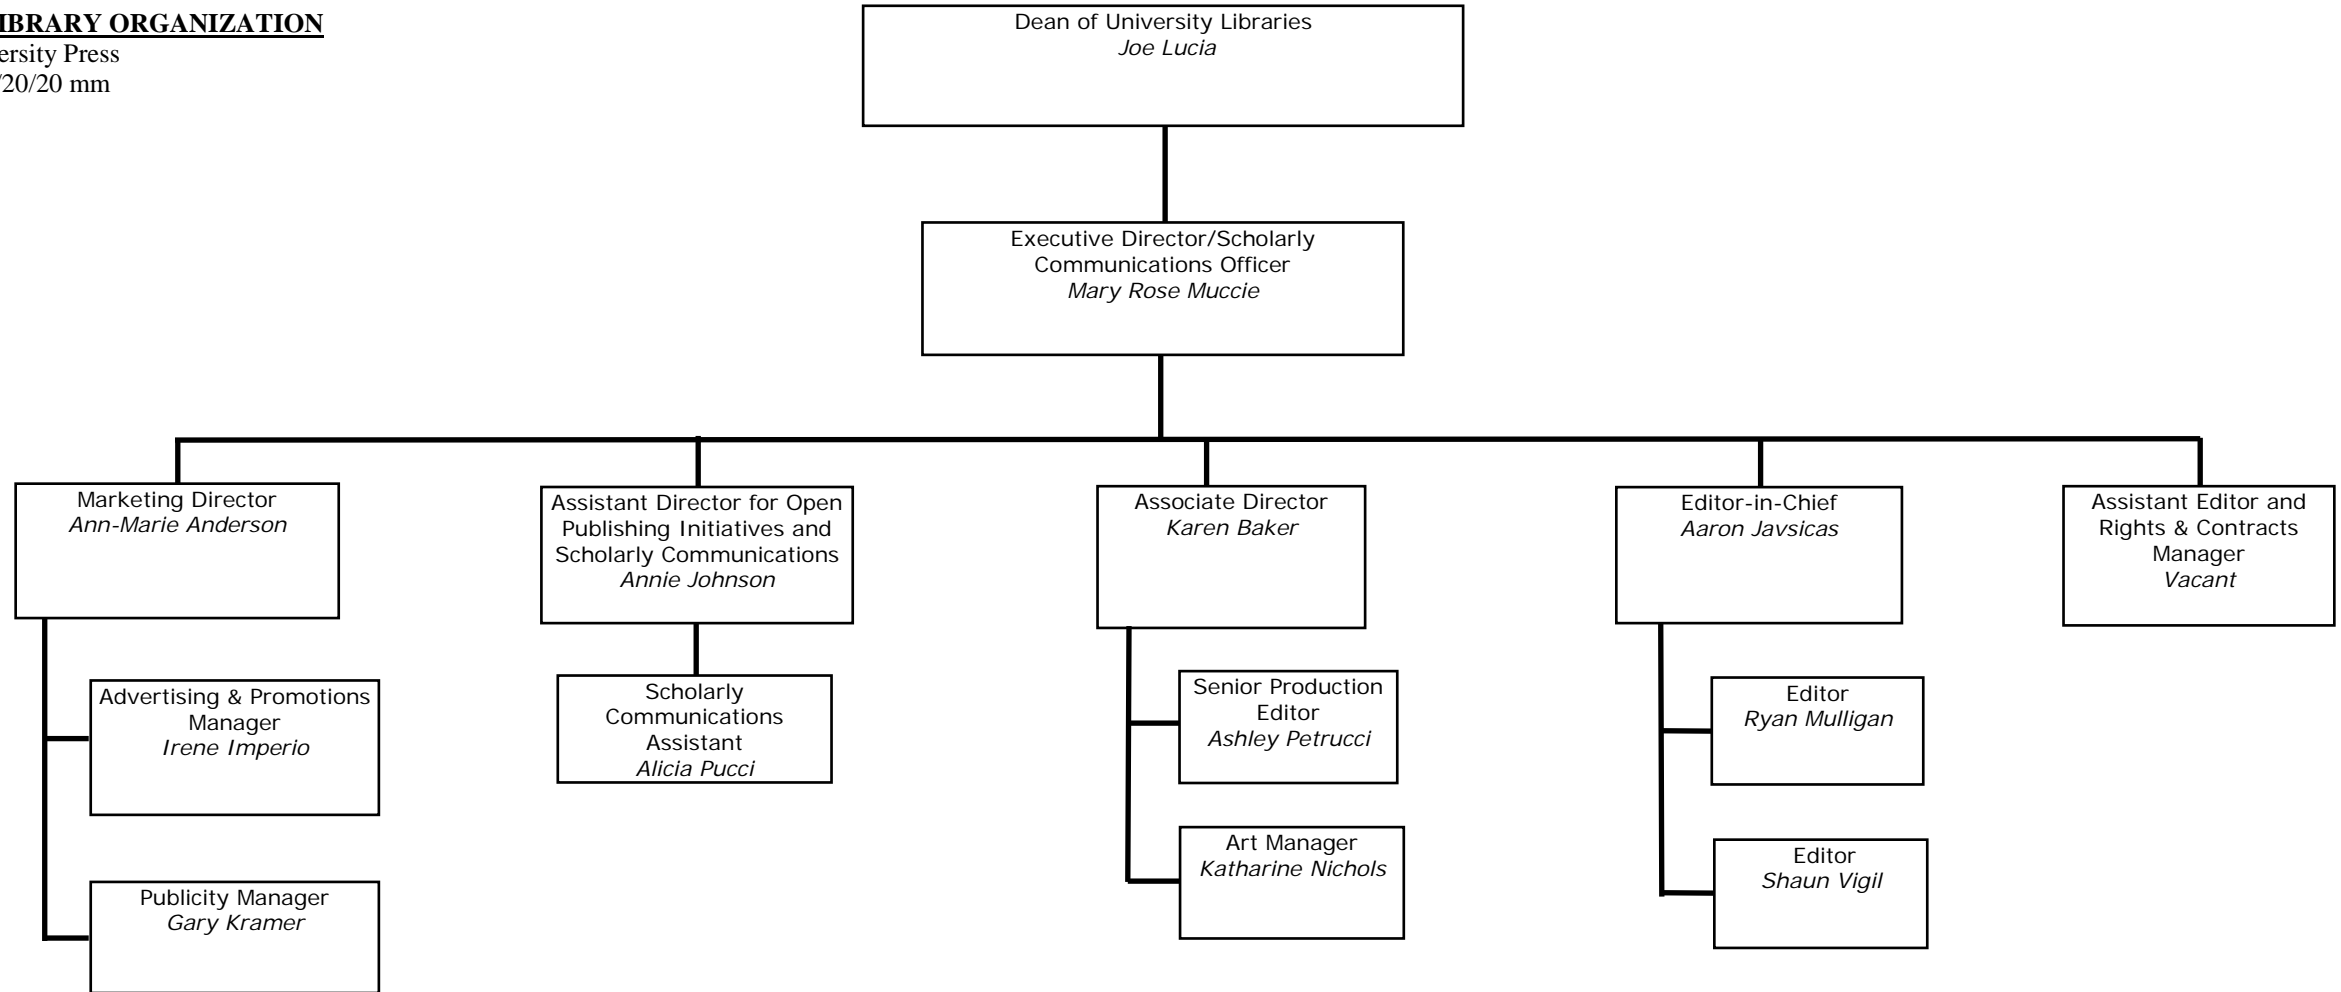 IBRARY ORGANIZATION
ersity Press
/20/20 mm
Dean of University Libraries
Joe Lucia
Executive Director/Scholarly
Communications Officer
Mary Rose Muccie
Marketing Director
Ann-Marie Anderson
Advertising & Promotions
Manager
Irene Imperio
Publicity Manager
Gary Kramer
Assistant Director for Open
Publishing Initiatives and
Scholarly Communications
Annie Johnson
Scholarly
Communications
Assistant
Alicia Pucci
Associate Director
Karen Baker
Senior Production
Editor
Ashley Petrucci
Art Manager
Katharine Nichols
Editor-in-Chief
Aaron Javsicas
Editor
Ryan Mulligan
Editor
Shaun Vigil
Assistant Editor and
Rights & Contracts
Manager
Vacant